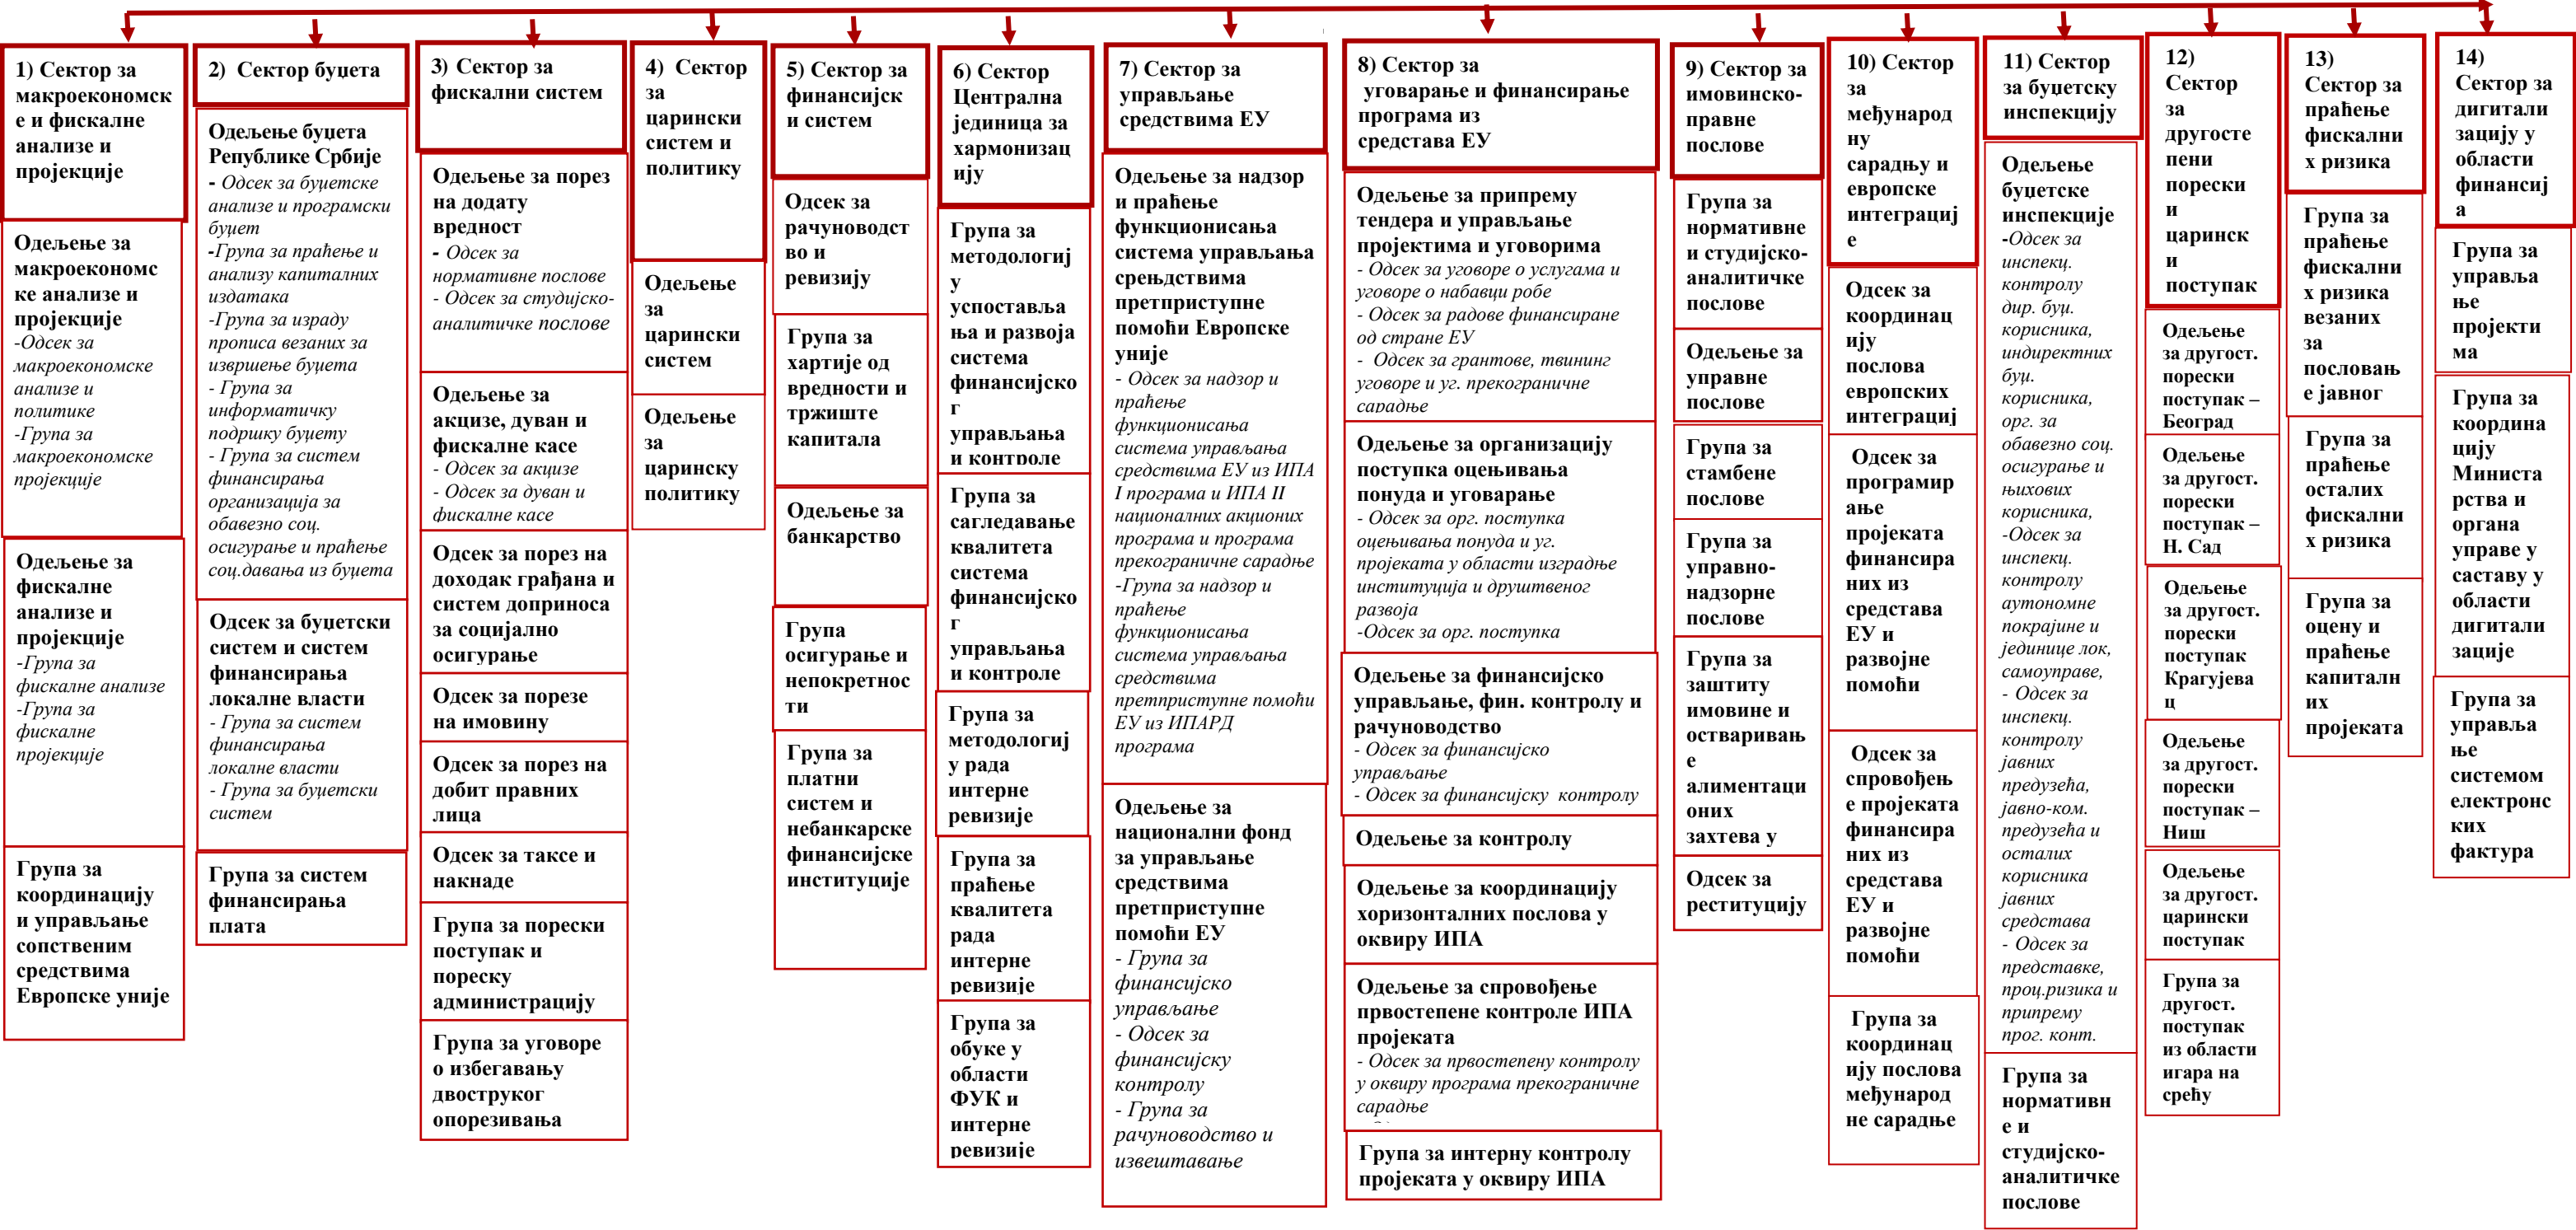 1) Сектор за
макроекономск
е и фискалне
анализе и
пројекције
Одељење за
макроекономс
ке анализе и
пројекције
-Одсек за
макроекономске
анализе и
политике
-Група за
макроекономске
пројекције
Одељење за
фискалне
анализе и
пројекције
-Група за
фискалне анализе
-Група за
фискалне
пројекције
Група за
координацију
и управљање
сопственим
средствима
Европске уније
2) Сектор буџета
Одељење буџета
Републике Србије
- Одсек за буџетске
анализе и програмски
буџет
-Група за праћење и
анализу капиталних
издатака
-Група за израду
прописа везаних за
извршење буџета
- Група за
информатичку
подршку буџету
- Група за систем
финансирања
организација за
обавезно соц.
осигурање и праћење
соц.давања из буџета
Одсек за буџетски
систем и систем
финансирања
локалне власти
- Група за систем
финансирања
локалне власти
- Група за буџетски
систем
Група за систем
финансирања
плата
3) Сектор за
фискални систем
Одељење за порез
на додату
вредност
- Одсек за
нормативне послове
- Одсек за студијско-
аналитичке послове
Одељење за
акцизе, дуван и
фискалне касе
- Одсек за акцизе
- Одсек за дуван и
фискалне касе
Одсек за порез на
доходак грађана и
систем доприноса
за социјално
осигурање
Одсек за порезе
на имовину
Одсек за порез на
добит правних
лица
Одсек за таксе и
накнаде
Група за порески
поступак и
пореску
администрацију
Група за уговоре
о избегавању
двоструког
опорезивања
4) Сектор
за
царински
систем и
политику
Одељење
за
царински
систем
Одељење
за
царинску
политику
5) Сектор за
финансијск
и систем
Одсек за
рачуноводст
во и
ревизију
Група за
хартије од
вредности и
тржиште
капитала
Одељење за
банкарство
Група
осигурање и
непокретнос
ти
Група за
платни
систем и
небанкарске
финансијске
институције
6) Сектор
Централна
јединица за
хармонизац
ију
Група за
методологиј
у
успоставља
ња и развоја
система
финансијско
г
управљања
и контроле
Група за
сагледавање
квалитета
система
финансијско
г
управљања
и контроле
Група за
методологиј
у рада
интерне
ревизије
Група за
праћење
квалитета
рада
интерне
ревизије
Група за
обуке у
области
ФУК и
интерне
ревизије
7) Сектор за
управљање
средствима ЕУ
Одељење за надзор
и праћење
функционисања
система управљања
срењдствима
претприступне
помоћи Европске
уније
- Одсек за надзор и
праћење
функционисања
система управљања
средствима ЕУ из ИПА
I програма и ИПА II
националних акционих
програма и програма
прекограничне сарадње
-Група за надзор и
праћење
функционисања
система управљања
средствима
претприступне помоћи
ЕУ из ИПАРД
програма
Одељење за
национални фонд
за управљање
средствима
претприступне
помоћи ЕУ
- Група за
финансијско
управљање
- Одсек за
финансијску
контролу
- Група за
рачуноводство и
извештавање
8) Сектор за
уговарање и финансирање
програма из
средстава ЕУ
Одељење за припрему
тендера и управљање
пројектима и уговорима
- Одсек за уговоре о услугама и
уговоре о набавци робе
- Одсек за радове финансиране
од стране ЕУ
- Одсек за грантове, твининг
уговоре и уг. прекограничне
сарадње
Одељење за организацију
поступка оцењивања
понуда и уговарање
- Одсек за орг. поступка
оцењивања понуда и уг.
пројеката у области изградње
институција и друштвеног
развоја
-Одсек за орг. поступка
Одељење за финансијско
управљање, фин. контролу и
рачуноводство
- Одсек за финансијско
управљање
- Одсек за финансијску контролу
Одељење за контролу
Одељење за координацију
хоризонталних послова у
оквиру ИПА
Одељење за спровођење
првостепене контроле ИПА
пројеката
- Одсек за првостепену контролу
у оквиру програма прекограничне
сарадње
Група за интерну контролу
пројеката у оквиру ИПА
9) Сектор за
имовинско-
правне
послове
Група за
нормативне
и студијско-
аналитичке
послове
Одељење за
управне
послове
Група за
стамбене
послове
Група за
управно-
надзорне
послове
Група за
заштиту
имовине и
остваривањ
е
алиментаци
оних
захтева у
Одсек за
реституцију
10) Сектор
за
међународ
ну
сарадњу и
европске
интеграциј
е
Одсек за
координац
ију
послова
европских
интеграциј
Одсек за
програмир
ање
пројеката
финансира
них из
средстава
ЕУ и
развојне
помоћи
Одсек за
спровођењ
е пројеката
финансира
них из
средстава
ЕУ и
развојне
помоћи
Група за
координац
ију послова
међународ
не сарадње
11) Сектор
за буџетску
инспекцију
Одељење
буџетске
инспекције
-Одсек за
инспекц.
контролу
дир. буџ.
корисника,
индиректних
буџ.
корисника,
орг. за
обавезно соц.
осигурање и
њихових
корисника,
-Одсек за
инспекц.
контролу
аутономне
покрајине и
јединице лок,
самоуправе,
- Одсек за
инспекц.
контролу
јавних
предузећа,
јавно-ком.
предузећа и
осталих
корисника
јавних
средстава
- Одсек за
представке,
проц.ризика и
припрему
прог. конт.
Група за
нормативн
е и
студијско-
аналитичке
послове
12)
Сектор
за
другосте
пени
порески
и
царинск
и
поступак
Одељење
за другост.
порески
поступак –
Београд
Одељење
за другост.
порески
поступак –
Н. Сад
Одељење
за другост.
порески
поступак
Крагујева
ц
Одељење
за другост.
порески
поступак –
Ниш
Одељење
за другост.
царински
поступак
Група за
другост.
поступак
из области
игара на
срећу
13)
Сектор за
праћење
фискални
х ризика
Група за
праћење
фискални
х ризика
везаних
за
пословањ
е јавног
Група за
праћење
осталих
фискални
х ризика
Група за
оцену и
праћење
капиталн
их
пројеката
14)
Сектор за
дигитали
зацију у
области
финансиј
а
Група за
управља
ње
пројекти
ма
Група за
координа
цију
Министа
рства и
органа
управе у
саставу у
области
дигитали
зације
Група за
управља
ње
системом
електронс
ких
фактура